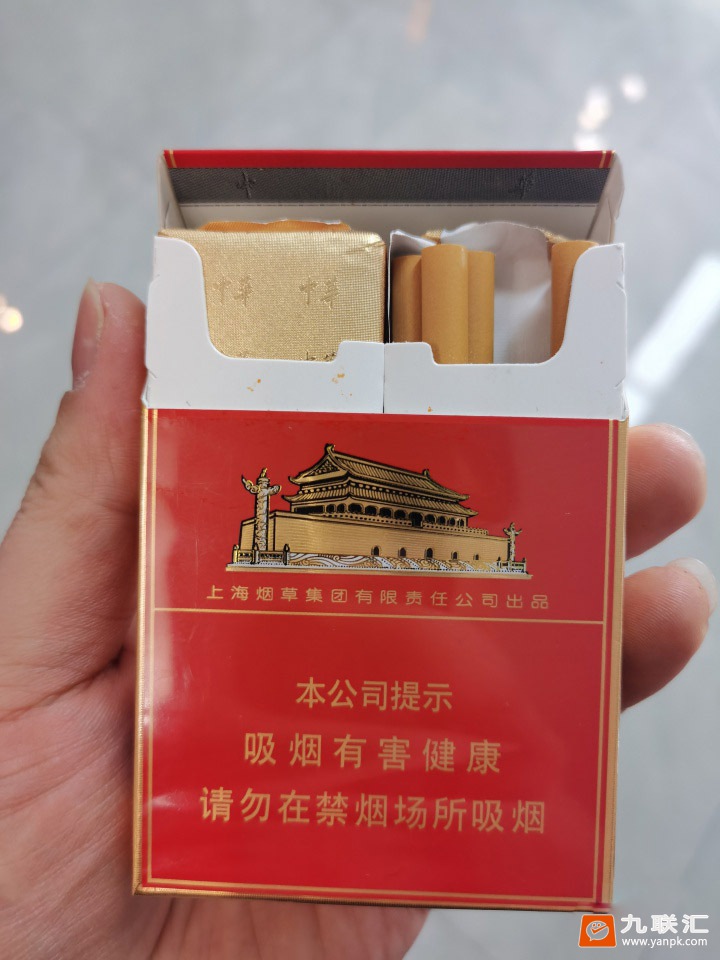 中華 中華
上海烟草集团有限责任公司出品
本公司提示
吸烟有害健康
请勿在禁烟场所吸烟
九联汇
www.yanpk.com